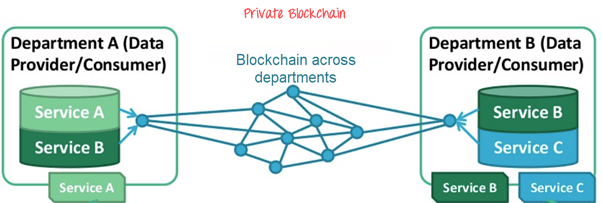 Private Blockchain
Department A (Data
Provider/Consumer)
Service A
Service B
Service A
Blockchain across
departments
Department B (Data
Provider/Consumer)
Service B
Service C
Service B
Service C